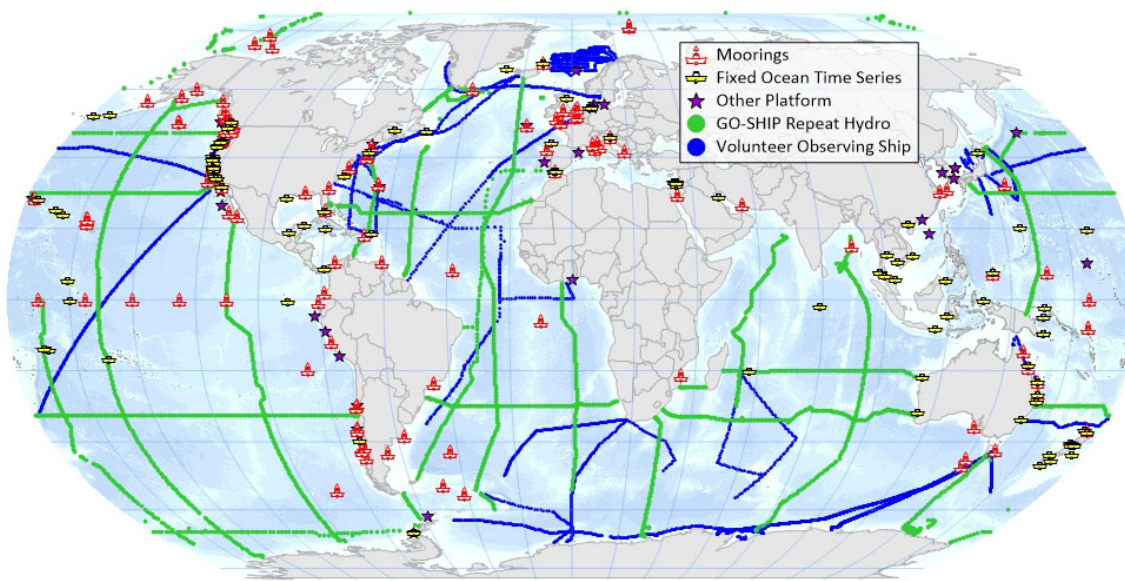 Moorings
Fixed Ocean Time Series
Other Platform
GO-SHIP Repeat Hydro
Volunteer Observing Ship